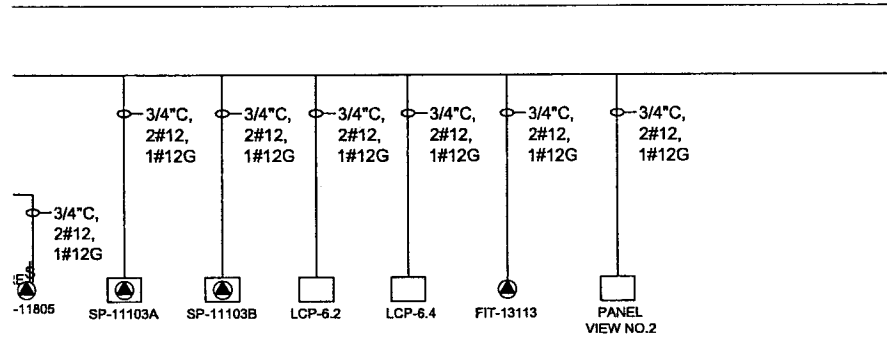 3/4"C,
2#12,
1#12G
3/4"C,
2#12,
1#12G
3/4"C,
2#12,
1#12G
3/4"C,
2#12,
1#12G
3/4"C,
2#12,
1#12G
3/4"C,
2#12,
1#12G
3/4"C,
2#12,
1#12G
-11805
SP-11103A
SP-11103B
LCP-6.2
LCP-6.4
FIT-13113
PANEL
VIEW NO.2